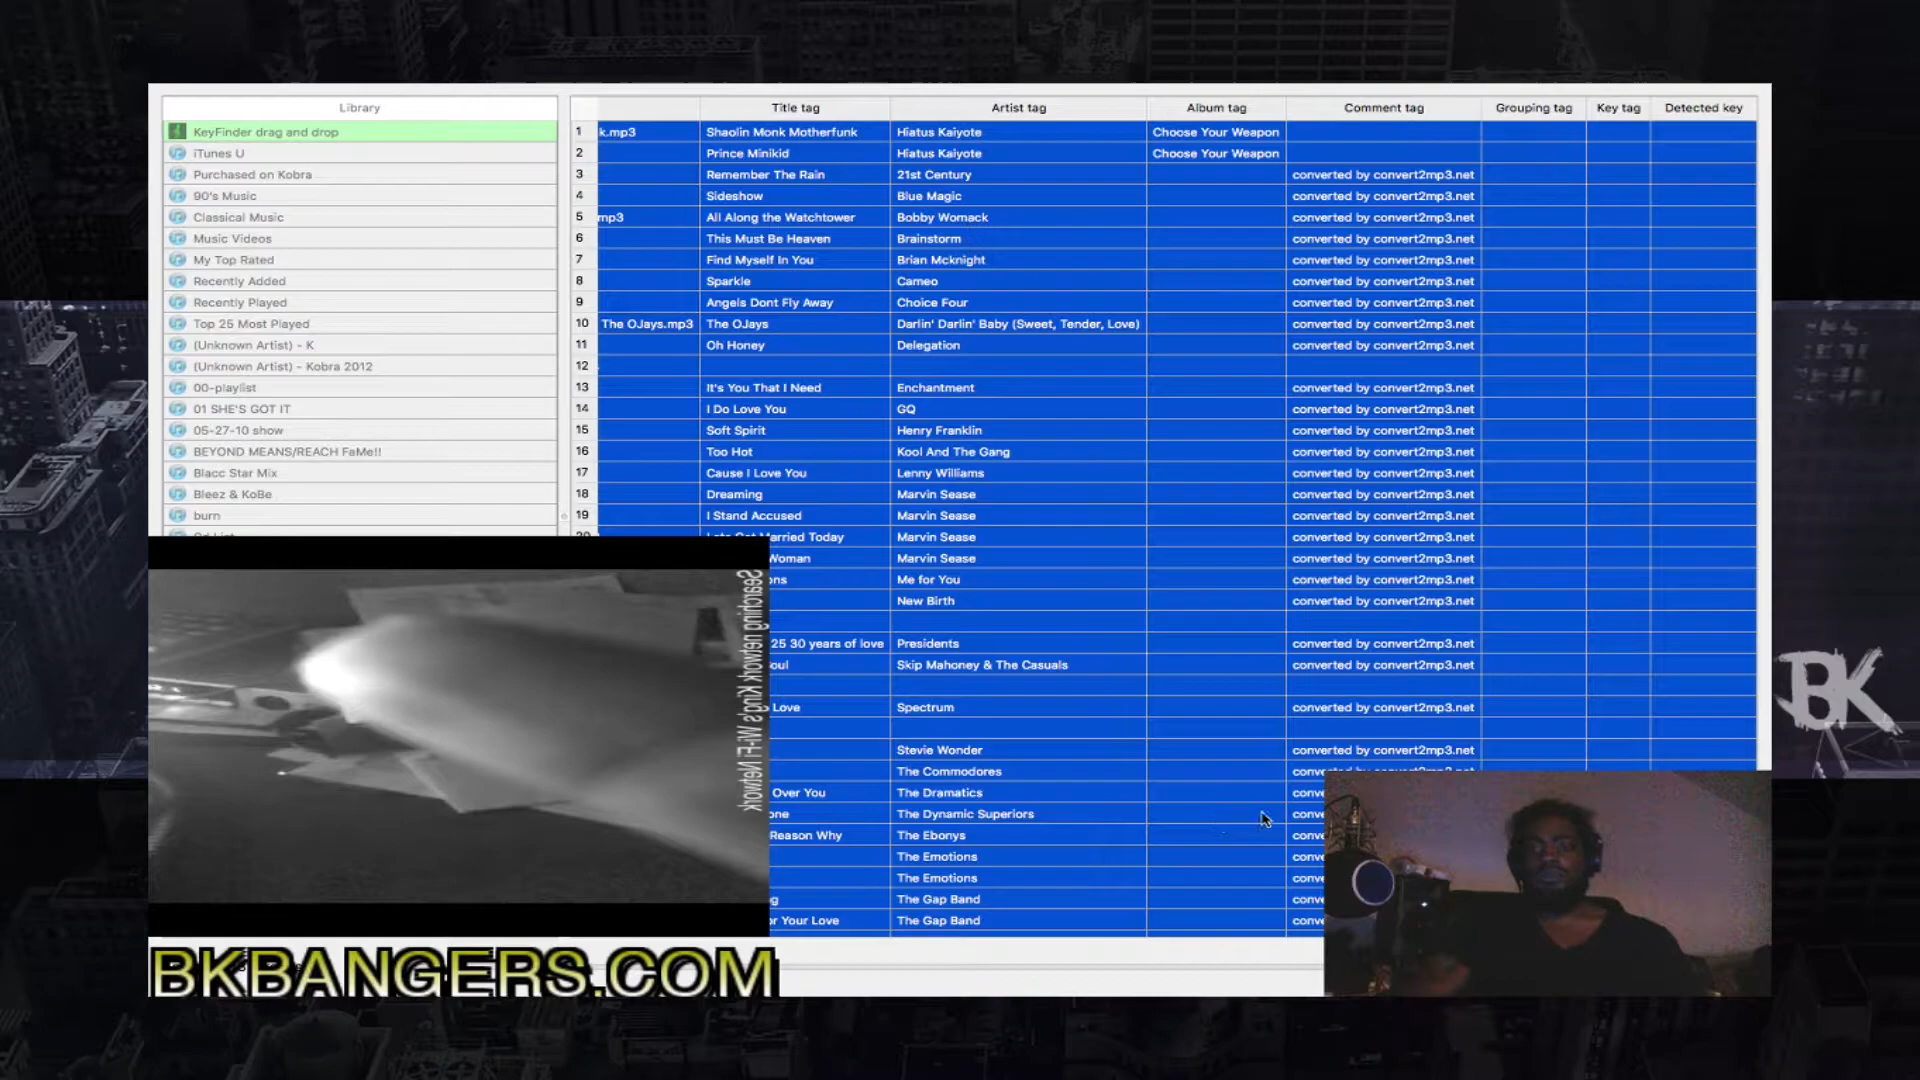 Library
KeyFinder drag and drop
iTunes U
Purchased on Kobra
90's Music
Classical Music
Music Videos
My Top Rated
Recently Added
Recently Played
Top 25 Most Played
(Unknown Artist) - K
(Unknown Artist) - Kobra 2012
00-playlist
01 SHE'S GOT IT
05-27-10 show
BEYOND MEANS/REACH FaMe!!
Blacc Star Mix
Bleez & KoBe
burn
Title tag Artist tag Album tag Comment tag Grouping tag Key tag Detected key
1 k.mp3 Shaolin Monk Motherfunk Hiatus Kaiyote Choose Your Weapon
2 Prince Minikid Hiatus Kaiyote Choose Your Weapon
3 Remember The Rain 21st Century converted by convert2mp3.net
4 Sideshow Blue Magic converted by convert2mp3.net
5 mp3 All Along the Watchtower Bobby Womack converted by convert2mp3.net
6 This Must Be Heaven Brainstorm converted by convert2mp3.net
7 Find Myself In You Brian Mcknight converted by convert2mp3.net
8 Sparkle Cameo converted by convert2mp3.net
9 Angels Dont Fly Away Choice Four converted by convert2mp3.net
10 The OJays.mp3 The OJays Darlin' Darlin' Baby (Sweet, Tender, Love) converted by convert2mp3.net
11 Oh Honey Delegation converted by convert2mp3.net
12
13 It's You That I Need Enchantment converted by convert2mp3.net
14 I Do Love You GQ converted by convert2mp3.net
15 Soft Spirit Henry Franklin converted by convert2mp3.net
16 Too Hot Kool And The Gang converted by convert2mp3.net
17 Cause I Love You Lenny Williams converted by convert2mp3.net
18 Dreaming Marvin Sease converted by convert2mp3.net
19 I Stand Accused Marvin Sease converted by convert2mp3.net
Married Today Marvin Sease converted by convert2mp3.net
Woman Marvin Sease converted by convert2mp3.net
ons Me for You converted by convert2mp3.net
New Birth converted by convert2mp3.net
25 30 years of love Presidents converted by convert2mp3.net
oul Skip Mahoney & The Casuals converted by convert2mp3.net
Love Spectrum converted by convert2mp3.net
Stevie Wonder converted by convert2mp3.net
The Commodores
Over You The Dramatics conve
one The Dynamic Superiors conve
Reason Why The Ebonys conve
The Emotions conve
The Emotions conve
g The Gap Band conve
or Your Love The Gap Band conve
Searching network King's Wi-Fi Network
BKBANGERS.COM
BK